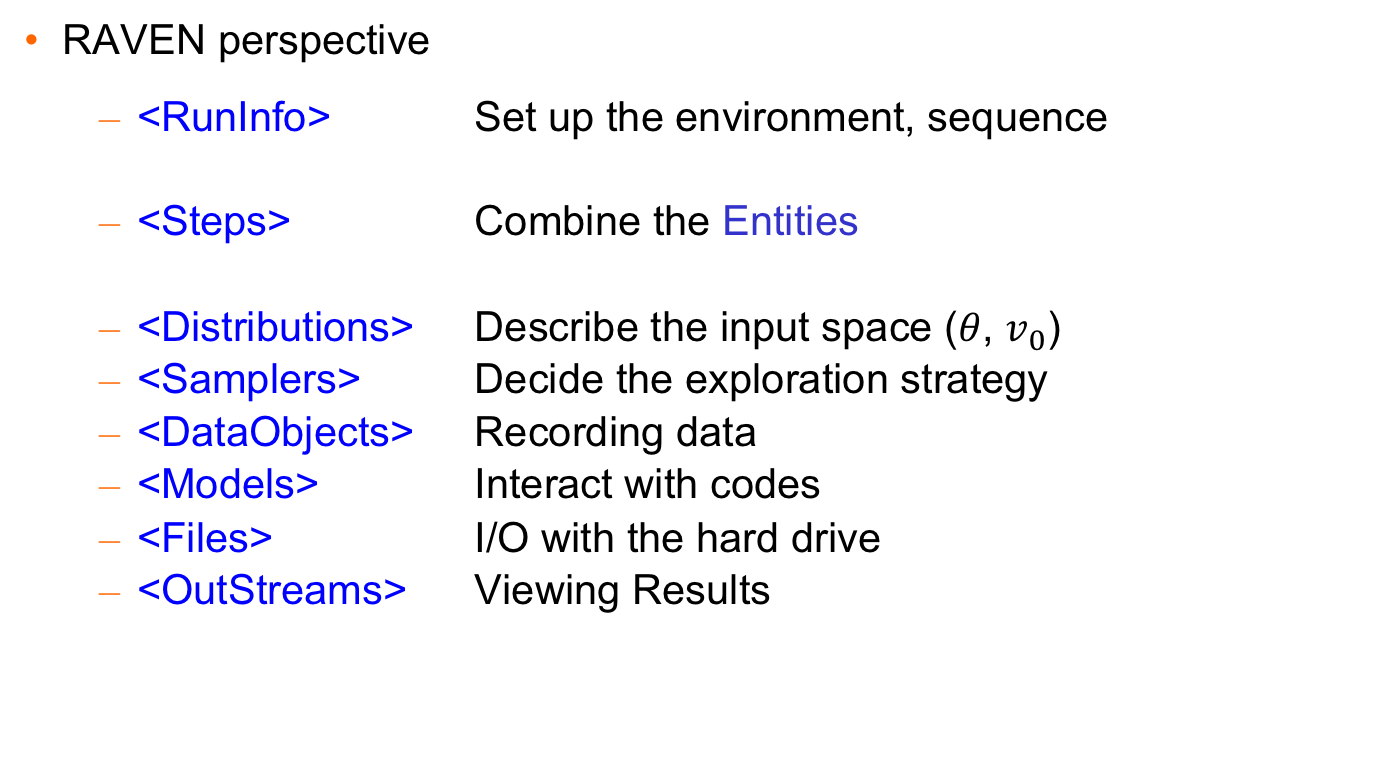 • RAVEN perspective
– <RunInfo> Set up the environment, sequence
– <Steps> Combine the Entities
– <Distributions> Describe the input space (θ, v₀)
– <Samplers> Decide the exploration strategy
– <DataObjects> Recording data
– <Models> Interact with codes
– <Files> I/O with the hard drive
– <OutStreams> Viewing Results